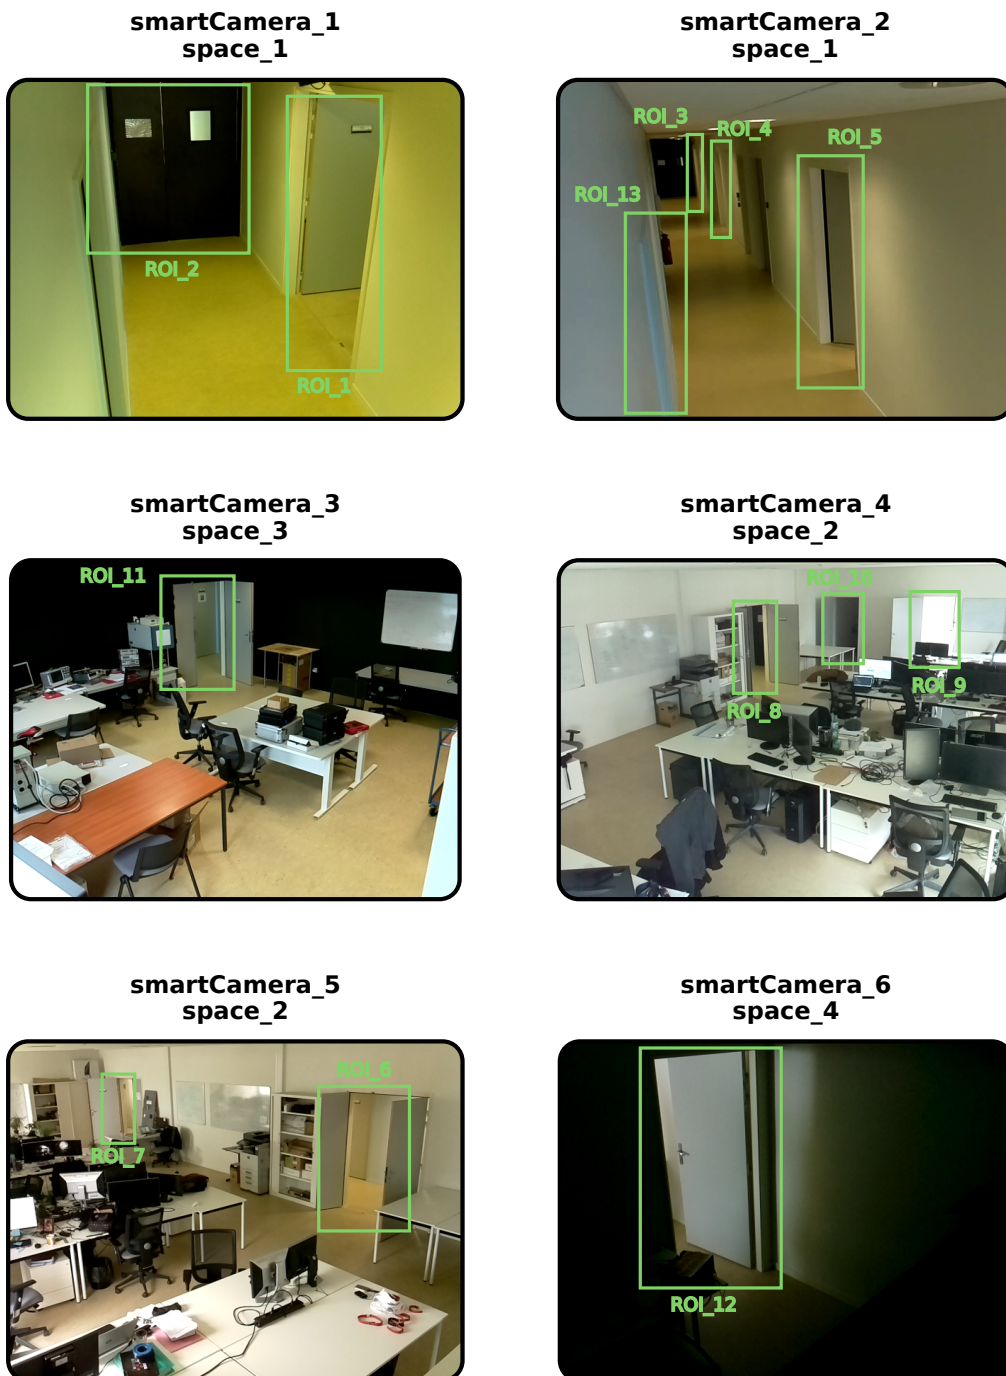 smartCamera_1
space_1
smartCamera_2
space_1
ROI_2
ROI_1
ROI_3
ROI_4
ROI_5
ROI_13
smartCamera_3
space_3
smartCamera_4
space_2
ROI_11
ROI_10
ROI_8
ROI_9
smartCamera_5
space_2
smartCamera_6
space_4
ROI_6
ROI_7
ROI_12